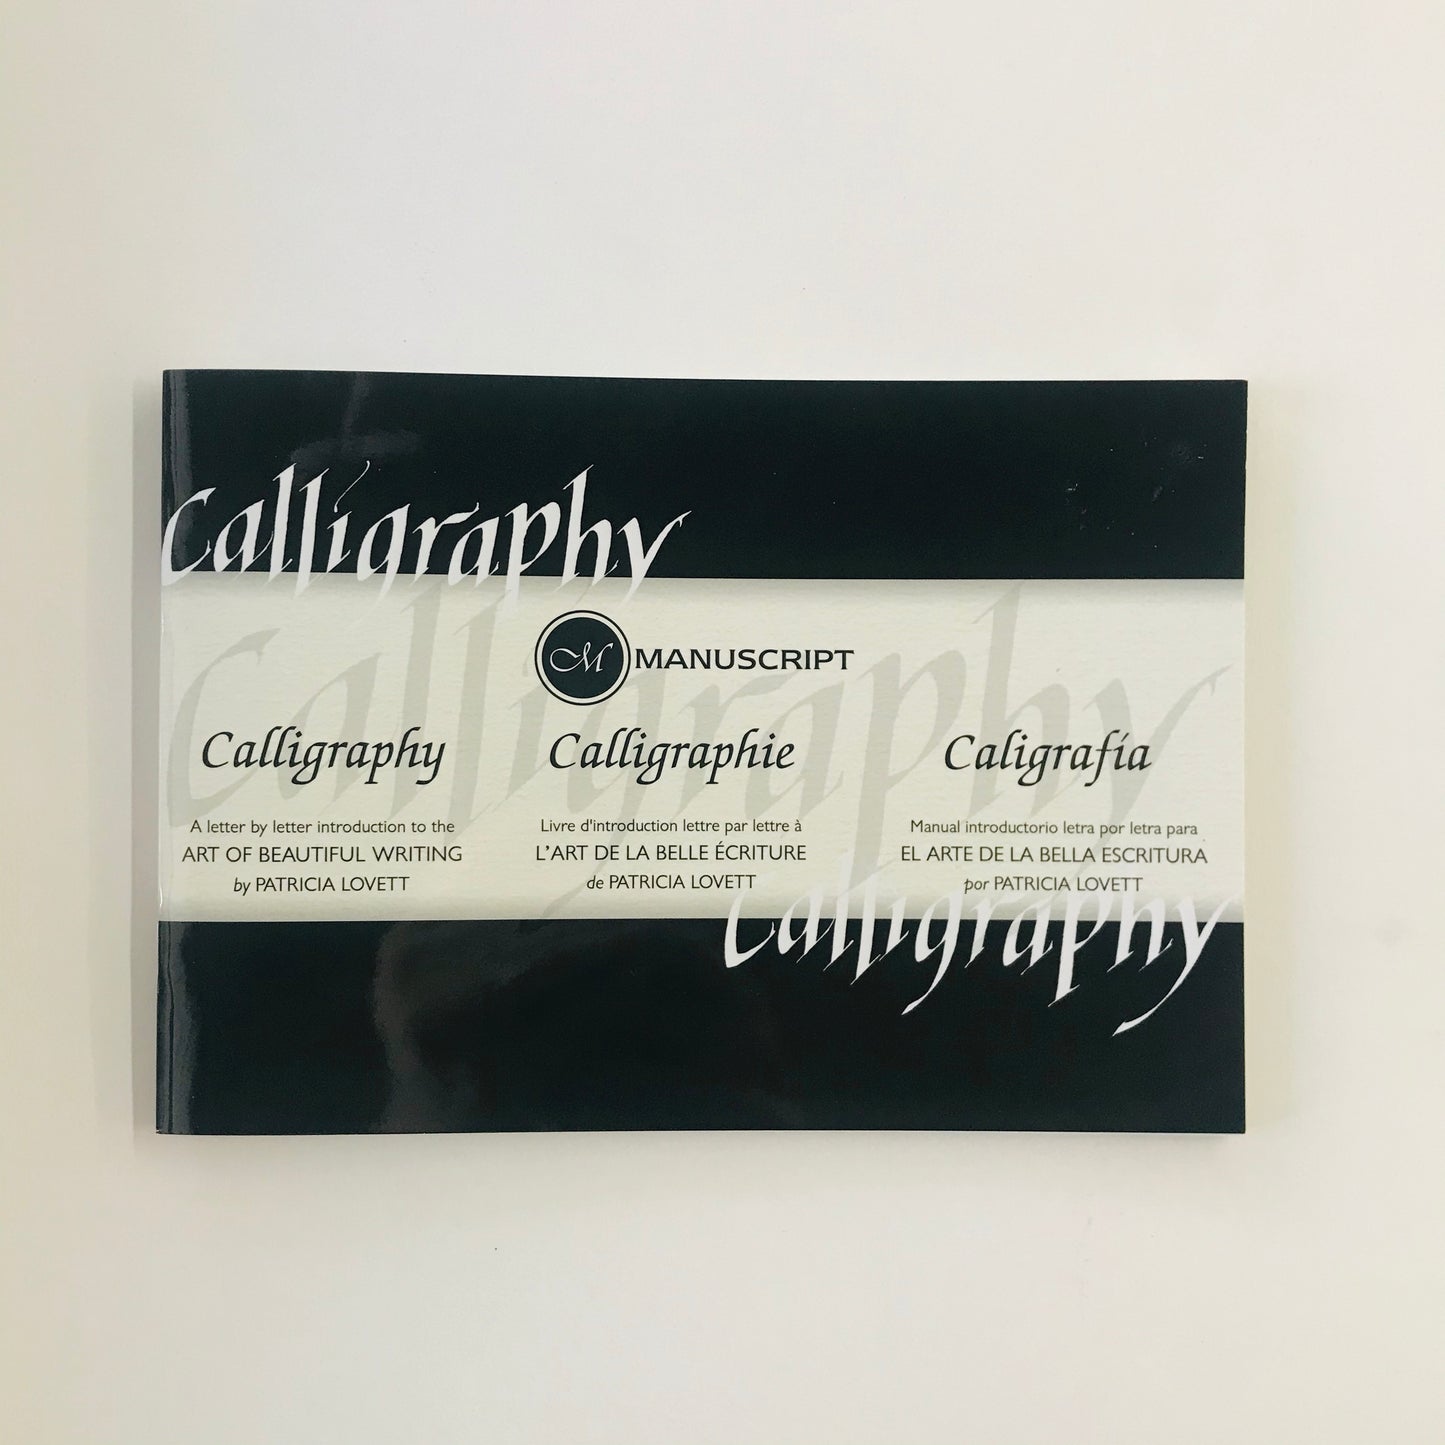 Calligraphy
Calligraphy
M MANUSCRIPT
Calligraphy
A letter by letter introduction to the
ART OF BEAUTIFUL WRITING
by PATRICIA LOVETT
Calligraphie
Livre d'introduction lettre par lettre à
L'ART DE LA BELLE ÉCRITURE
de PATRICIA LOVETT
Caligrafía
Manual introductorio letra por letra para
EL ARTE DE LA BELLA ESCRITURA
por PATRICIA LOVETT
Calligraphy